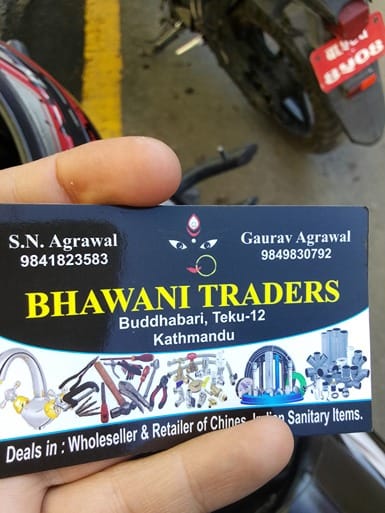 S.N. Agrawal
9841823583
Gaurav Agrawal
9849830792
BHAWANI TRADERS
Buddhabari, Teku-12
Kathmandu
Deals in : Wholeseller & Retailer of Chines, Indian Sanitary Items.